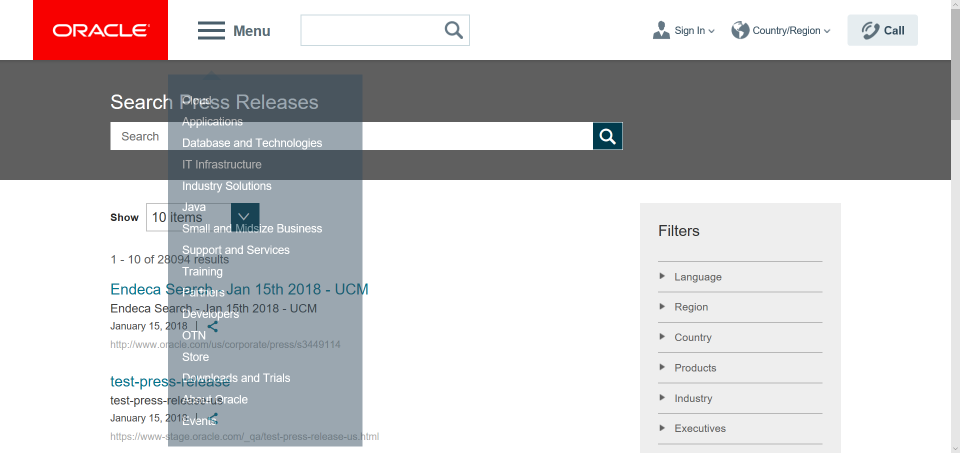 ORACLE
Menu
Sign In
Country/Region
Call
Search Press Releases
Search
Cloud
Applications
Database and Technologies
IT Infrastructure
Industry Solutions
Java
Small and Midsize Business
Support and Services
Training
Partners
Developers
OTN
Store
Downloads and Trials
About Oracle
Events
Show 10 items
1 - 10 of 28094 results
Endeca Search - Jan 15th 2018 - UCM
Endeca Search - Jan 15th 2018 - UCM
January 15, 2018 |
http://www.oracle.com/us/corporate/press/s3449114
test-press-release
test-press-release-us
January 15, 2018 |
https://www-stage.oracle.com/_qa/test-press-release-us.html
Filters
Language
Region
Country
Products
Industry
Executives